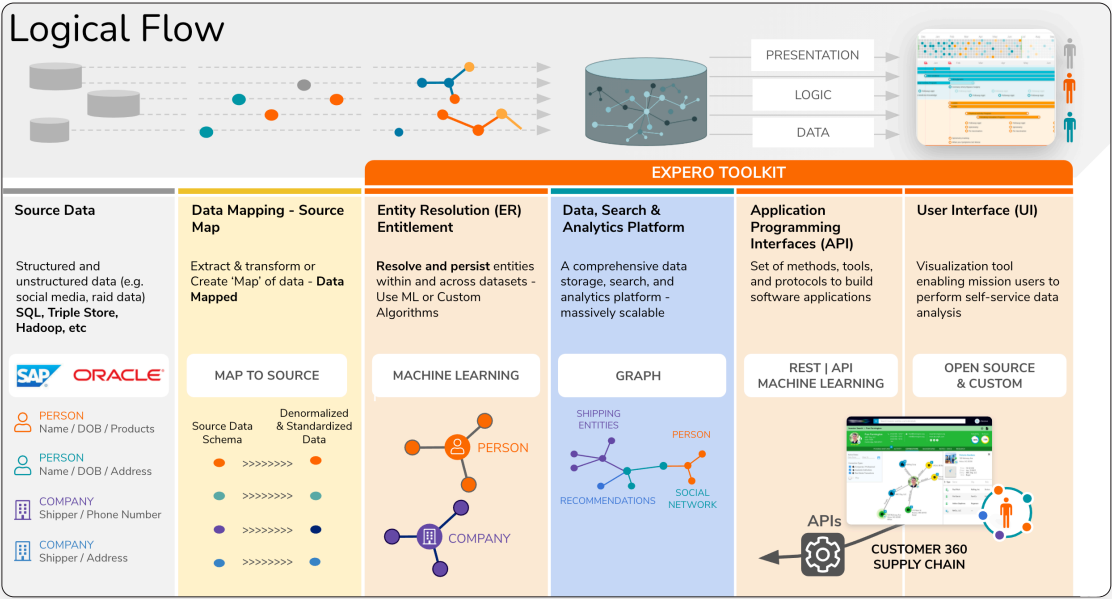 Logical Flow
PRESENTATION
LOGIC
DATA
EXPERO TOOLKIT
Source Data
Structured and
unstructured data (e.g.
social media, raid data)
SQL, Triple Store,
Hadoop, etc
SAP ORACLE
PERSON
Name / DOB / Products
PERSON
Name / DOB / Address
COMPANY
Shipper / Phone Number
COMPANY
Shipper / Address
Data Mapping - Source
Map
Extract & transform or
Create ‘Map’ of data - Data
Mapped
MAP TO SOURCE
Source Data
Schema
Denormalized
& Standardized
Data
>>>>>>>>
>>>>>>>>
>>>>>>>>
>>>>>>>>
Entity Resolution (ER)
Entitlement
Resolve and persist entities
within and across datasets -
Use ML or Custom
Algorithms
MACHINE LEARNING
PERSON
COMPANY
Data, Search &
Analytics Platform
A comprehensive data
storage, search, and
analytics platform -
massively scalable
GRAPH
SHIPPING
ENTITIES
PERSON
RECOMMENDATIONS
SOCIAL
NETWORK
Application
Programming
Interfaces (API)
Set of methods, tools,
and protocols to build
software applications
REST | API
MACHINE LEARNING
APIs
User Interface (UI)
Visualization tool
enabling mission users to
perform self-service data
analysis
OPEN SOURCE
& CUSTOM
CUSTOMER 360
SUPPLY CHAIN